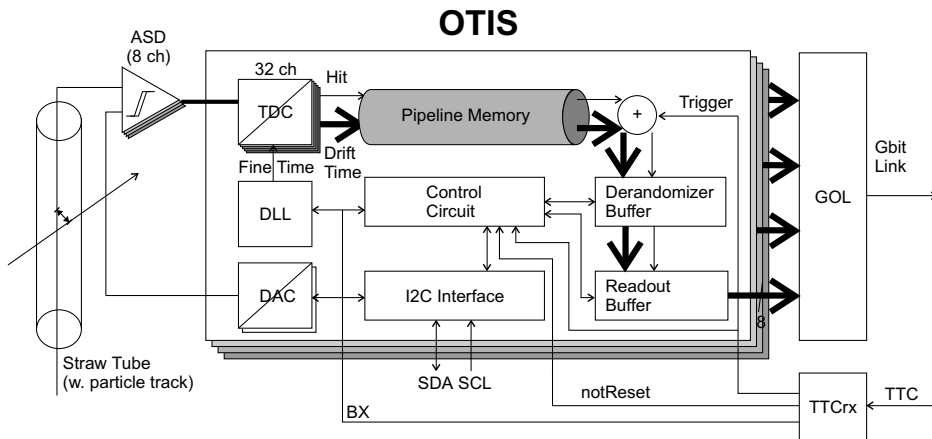 OTIS
ASD
(8 ch)
32 ch
Hit
TDC
Pipeline Memory
+
Trigger
Drift
Time
Fine Time
Gbit
Link
GOL
DLL
Control
Circuit
Derandomizer
Buffer
DAC
I2C Interface
Readout
Buffer
8
Straw Tube
(w. particle track)
SDA SCL
notReset
BX
TTCrx
TTC